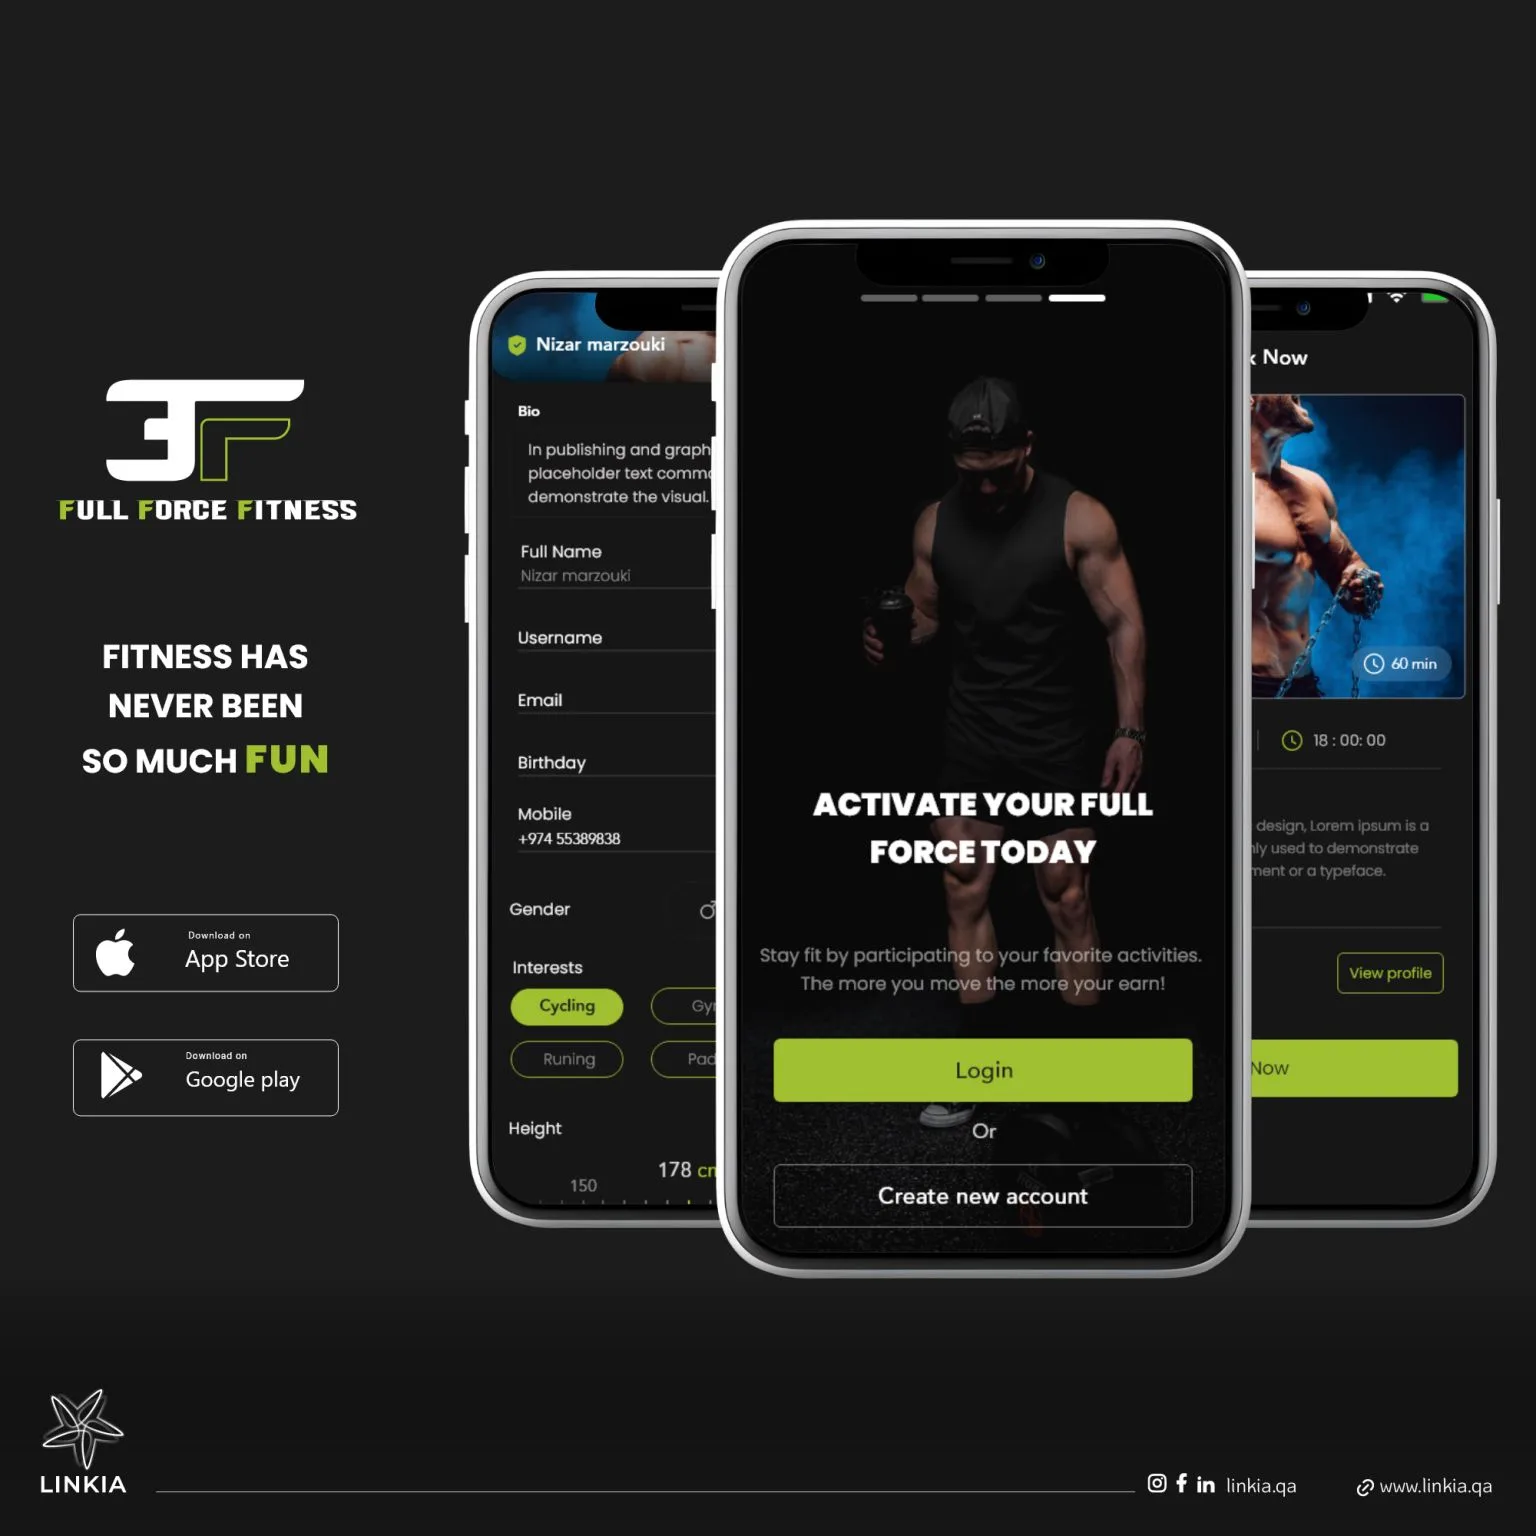 3F
FULL FORCE FITNESS
FITNESS HAS
NEVER BEEN
SO MUCH FUN
Download on
App Store
Download on
Google play
Nizar marzouki
Bio
In publishing and graph
placeholder text comm
demonstrate the visual.
Full Name
Nizar marzouki
Username
Email
Birthday
Mobile
+974 55389838
Gender
Interests
Cycling
Gy
Runing
Pad
Height
178 cm
150
ACTIVATE YOUR FULL
FORCE TODAY
Stay fit by participating to your favorite activities.
The more you move the more your earn!
Login
Or
Create new account
Now
60 min
18 : 00: 00
design, Lorem ipsum is a
ly used to demonstrate
ment or a typeface.
View profile
Now
LINKIA
linkia.qa
www.linkia.qa